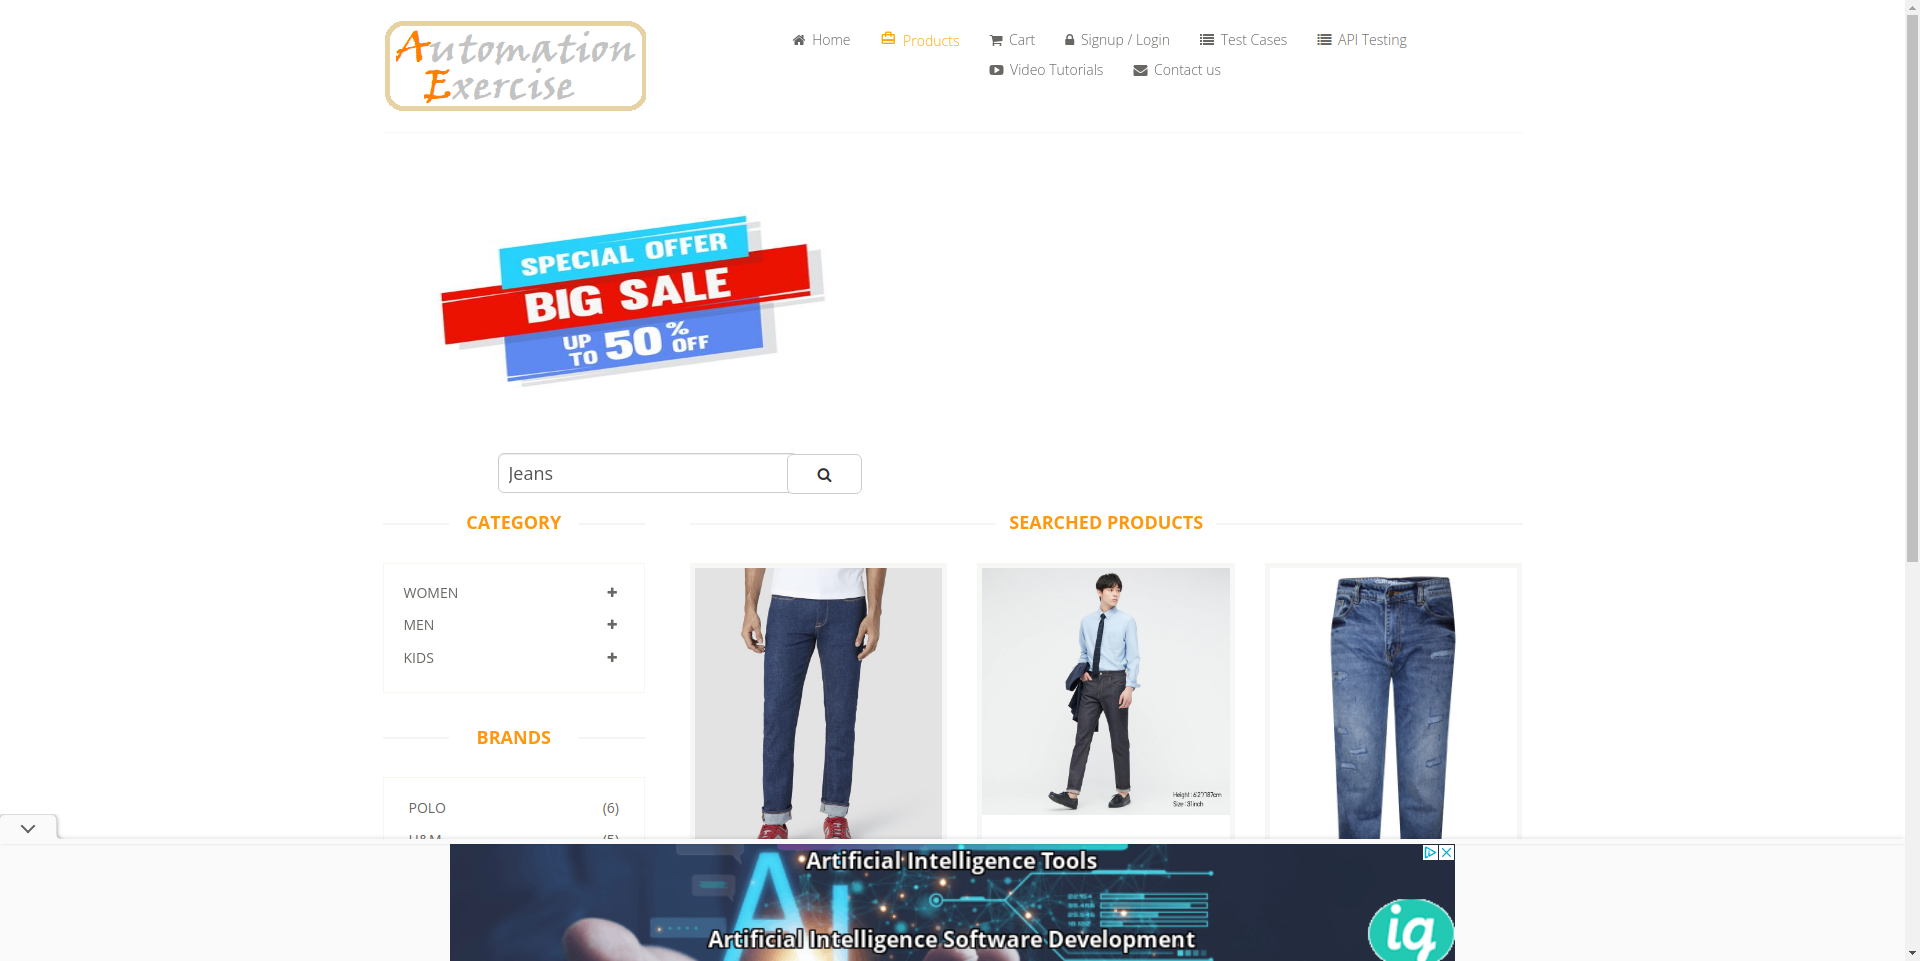 Automation
Exercise
Home
Products
Cart
Signup / Login
Test Cases
API Testing
Video Tutorials
Contact us
SPECIAL OFFER
BIG SALE
UP TO 50% OFF
Jeans
CATEGORY
SEARCHED PRODUCTS
WOMEN
MEN
KIDS
BRANDS
POLO (6)
H&M (5)
Height : 6'2"/187cm
Size : 31inch
Artificial Intelligence Tools
AI
Artificial Intelligence Software Development
iq